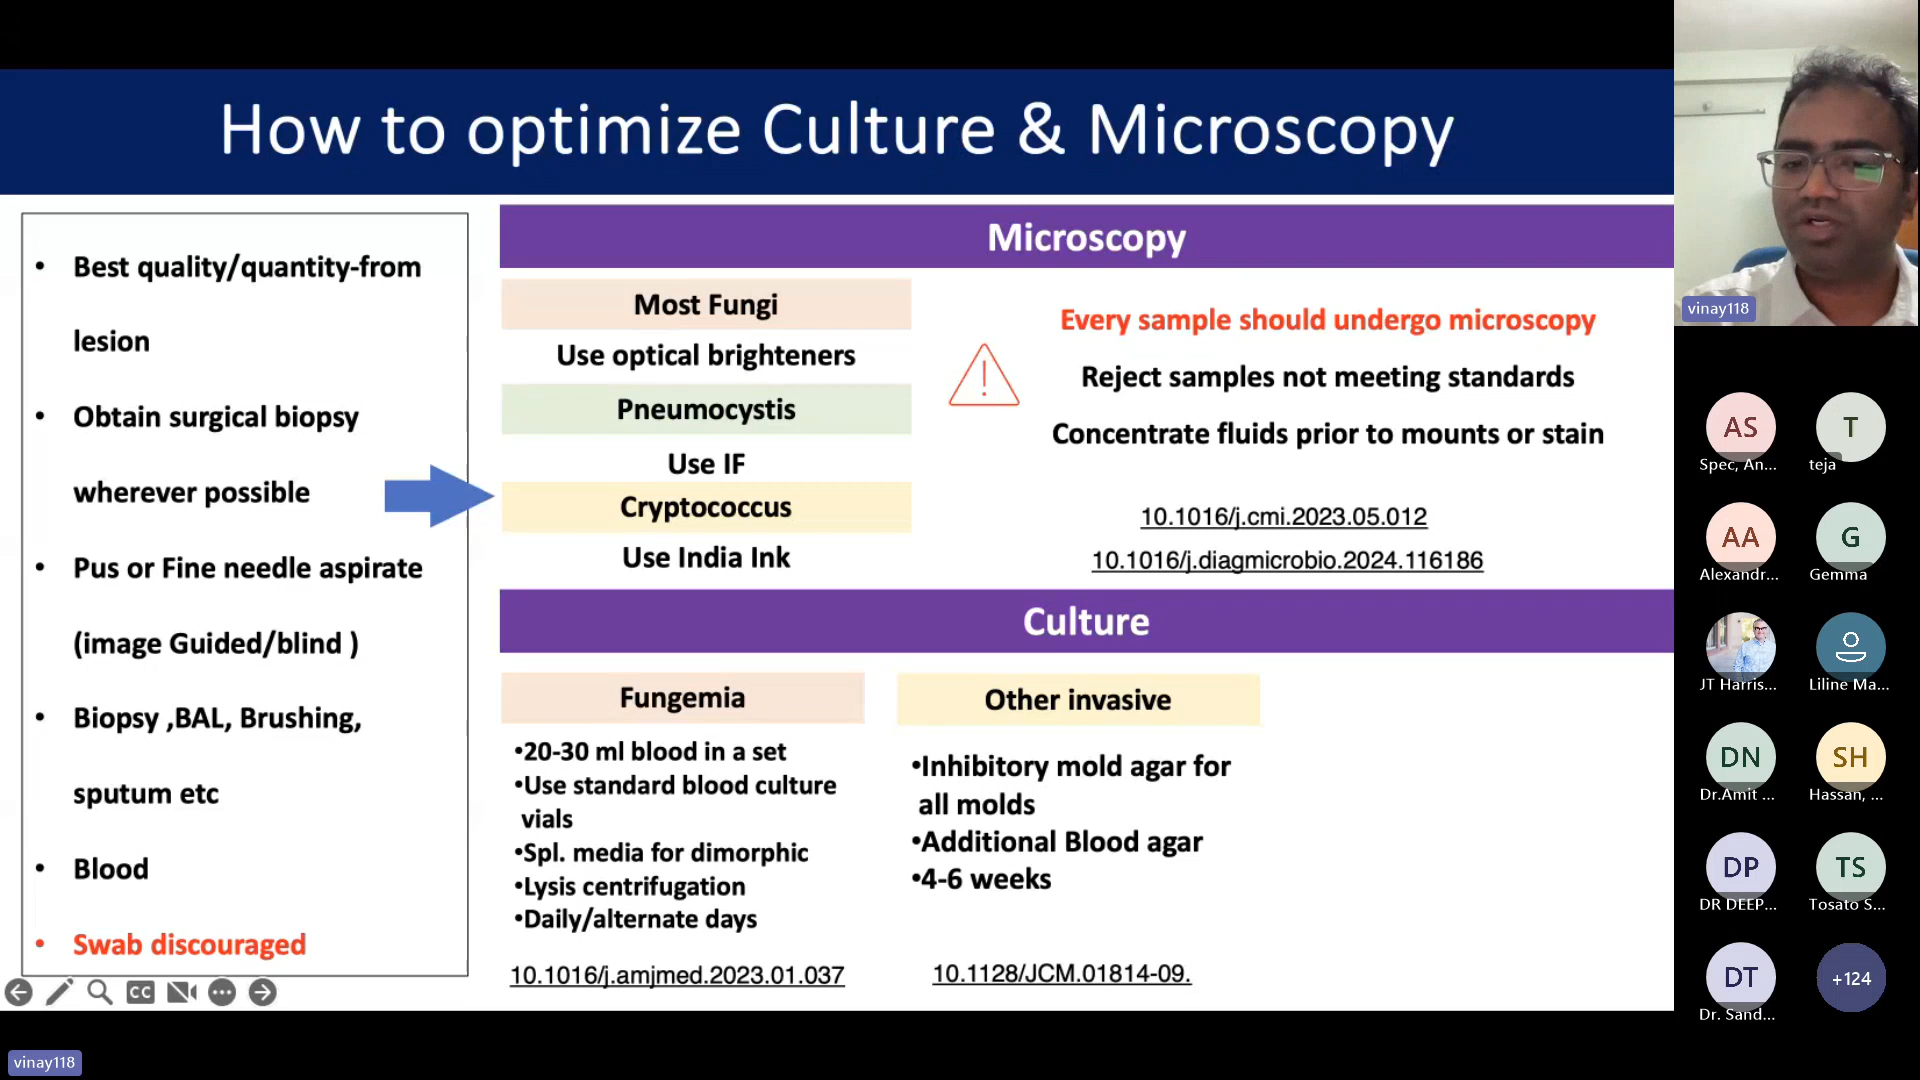 How to optimize Culture & Microscopy
• Best quality/quantity-from
lesion
• Obtain surgical biopsy
wherever possible
• Pus or Fine needle aspirate
(image Guided/blind )
• Biopsy ,BAL, Brushing,
sputum etc
• Blood
• Swab discouraged
Microscopy
Most Fungi
Use optical brighteners
Pneumocystis
Use IF
Cryptococcus
Use India Ink
Every sample should undergo microscopy
Reject samples not meeting standards
Concentrate fluids prior to mounts or stain
10.1016/j.cmi.2023.05.012
10.1016/j.diagmicrobio.2024.116186
Culture
Fungemia
•20-30 ml blood in a set
•Use standard blood culture
vials
•Spl. media for dimorphic
•Lysis centrifugation
•Daily/alternate days
10.1016/j.amjmed.2023.01.037
Other invasive
•Inhibitory mold agar for
all molds
•Additional Blood agar
•4-6 weeks
10.1128/JCM.01814-09.
CC
vinay118
vinay118
AS
Spec, An...
T
teja
AA
Alexandr...
G
Gemma
JT Harris...
Liline Ma...
DN
Dr.Amit ...
SH
Hassan, ...
DP
DR DEEP...
TS
Tosato S...
DT
Dr. Sand...
+124